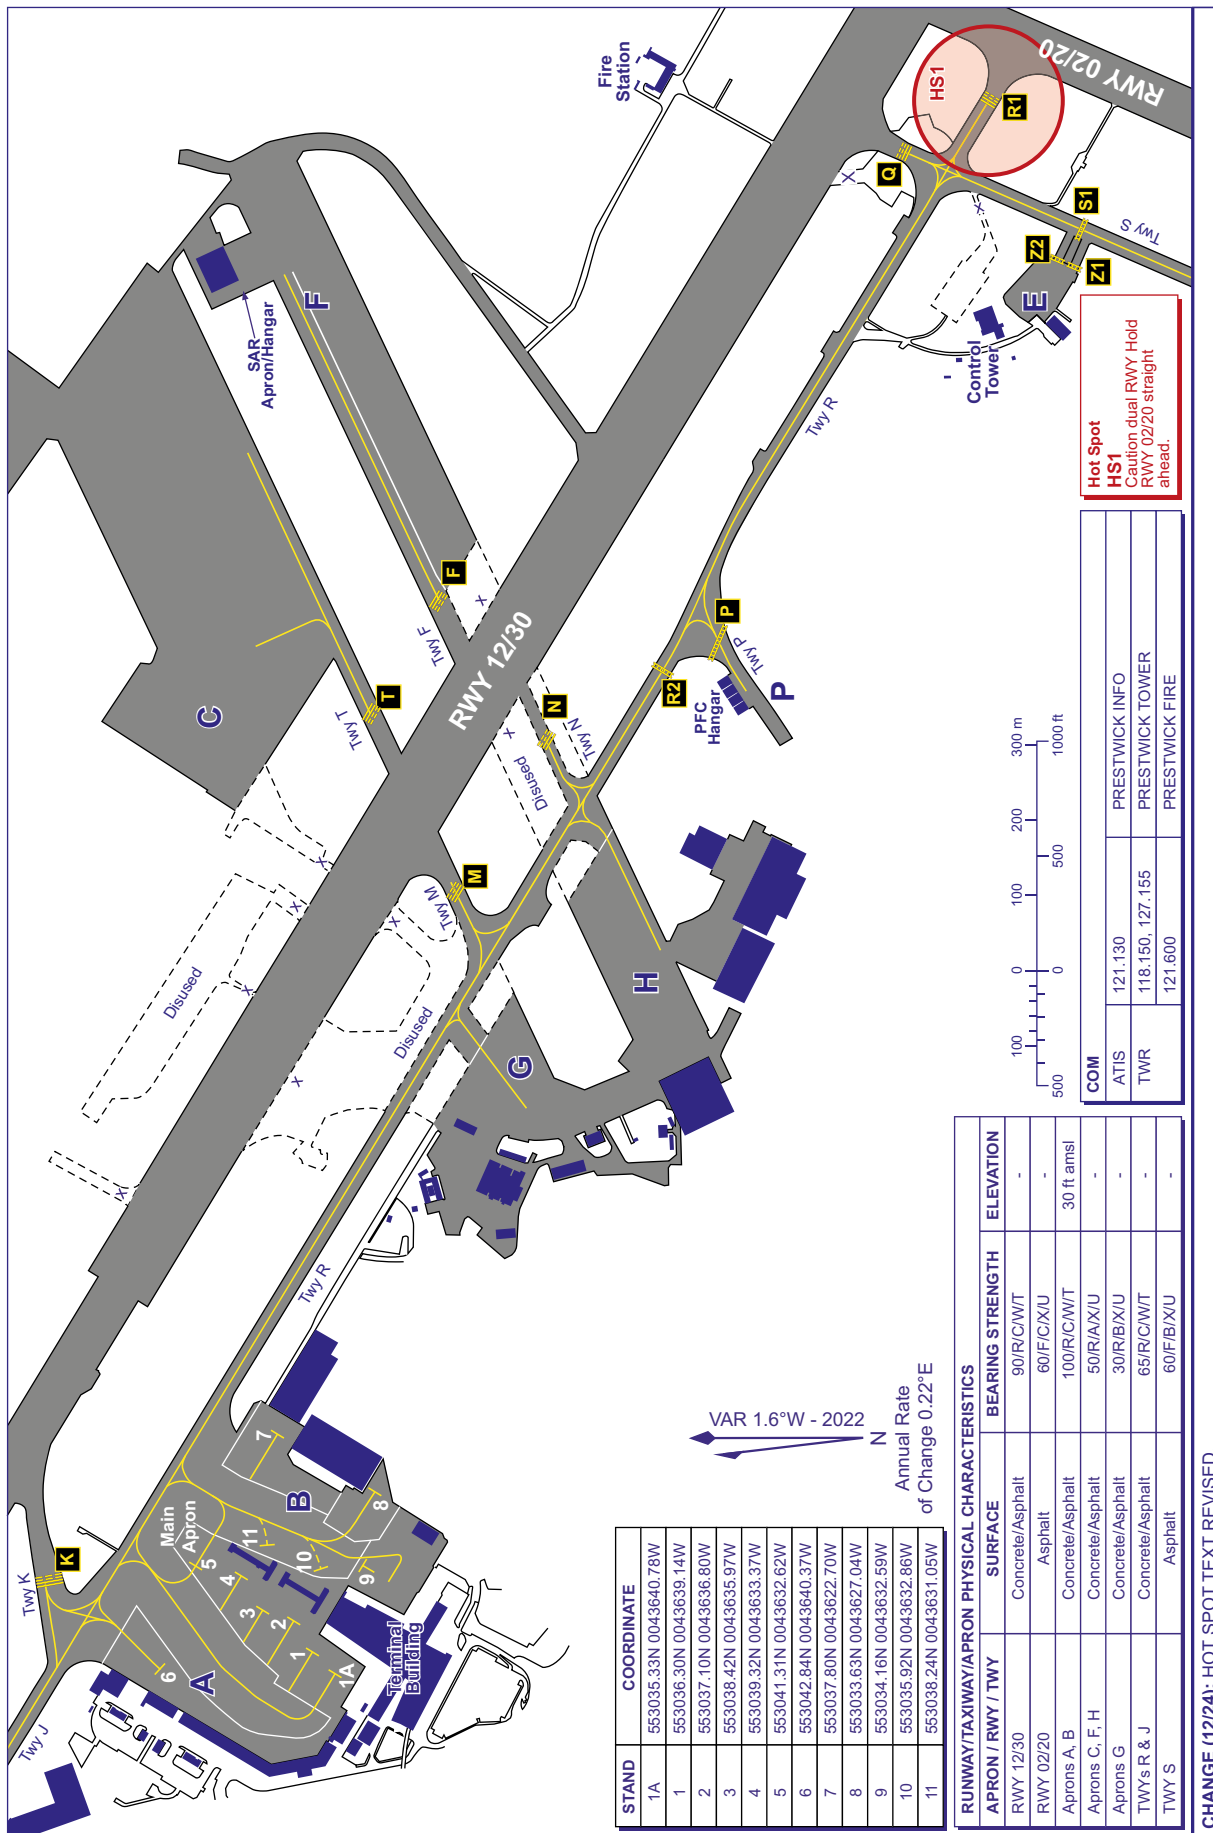 Fire
Station
RWY 02/20
HS1
R1
Q
S1
Z2
Z1
Twy S
E
Control
Tower
SAR
Apron/Hangar
F
F
Twy F
C
T
Twy T
RWY 12/30
Twy R
P
Twy P
P
R2
PFC
Hangar
N
Twy N
Disused
M
Twy M
Disused
Disused
H
G
Twy R
Main
Apron
K
Twy K
Twy J
A
B
1A
1
2
3
4
5
6
7
8
9
10
11
Terminal
Building
Hot Spot
HS1
Caution dual RWY Hold
RWY 02/20 straight
ahead.
500 0 500 1000 ft
100 0 100 200 300 m
VAR 1.6°W - 2022
N
Annual Rate
of Change 0.22°E
STAND COORDINATE
1A 553035.33N 0043640.78W
1 553036.30N 0043639.14W
2 553037.10N 0043636.80W
3 553038.42N 0043635.97W
4 553039.32N 0043633.37W
5 553041.31N 0043632.62W
6 553042.84N 0043640.37W
7 553037.80N 0043622.70W
8 553033.63N 0043627.04W
9 553034.16N 0043632.59W
10 553035.92N 0043632.86W
11 553038.24N 0043631.05W
COM
ATIS 121.130 PRESTWICK INFO
TWR 118.150, 127.155 PRESTWICK TOWER
121.600 PRESTWICK FIRE
RUNWAY/TAXIWAY/APRON PHYSICAL CHARACTERISTICS
APRON / RWY / TWY SURFACE BEARING STRENGTH ELEVATION
RWY 12/30 Concrete/Asphalt 90/R/C/W/T -
RWY 02/20 Asphalt 60/F/C/X/U -
Aprons A, B Concrete/Asphalt 100/R/C/W/T 30 ft amsl
Aprons C, F, H Concrete/Asphalt 50/R/A/X/U -
Aprons G Concrete/Asphalt 30/R/B/X/U -
TWYs R & J Concrete/Asphalt 65/R/C/W/T -
TWY S Asphalt 60/F/B/X/U -
CHANGE (12/24): HOT SPOT TEXT REVISED